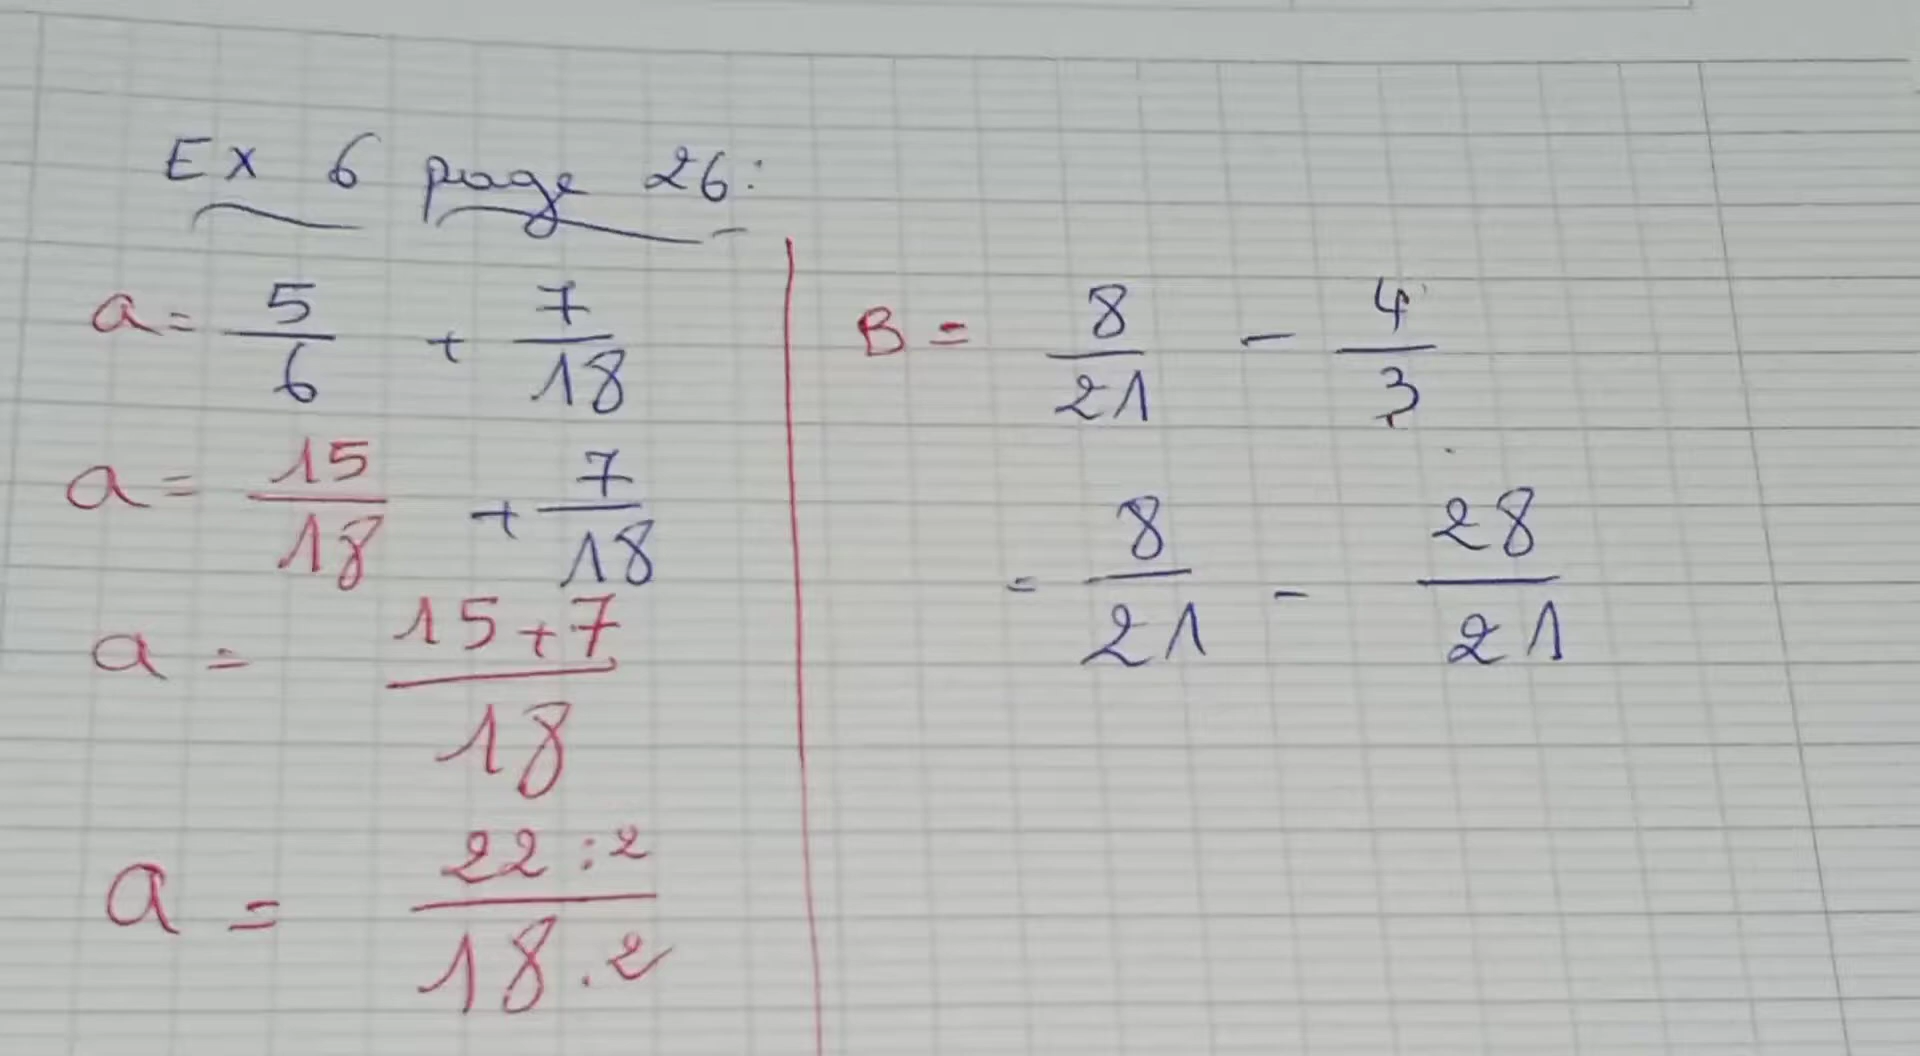 Ex 6 page 26:
a = 5/6 + 7/18
a = 15/18 + 7/18
a = 15+7/18
a = 22:2/18.2
B = 8/21 - 4/3
= 8/21 - 28/21